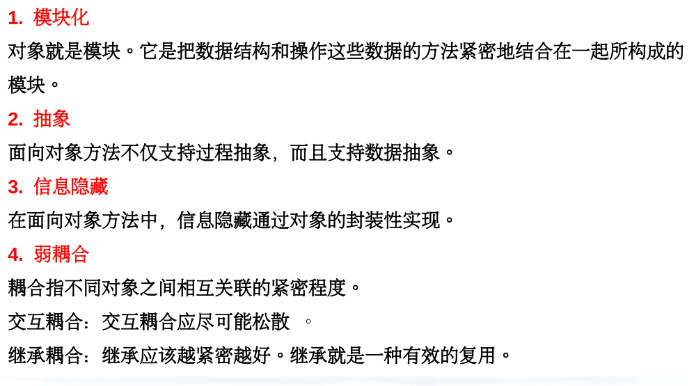 1. 模块化
对象就是模块。它是把数据结构和操作这些数据的方法紧密地结合在一起所构成的
模块。
2. 抽象
面向对象方法不仅支持过程抽象，而且支持数据抽象。
3. 信息隐藏
在面向对象方法中，信息隐藏通过对象的封装性实现。
4. 弱耦合
耦合指不同对象之间相互关联的紧密程度。
交互耦合：交互耦合应尽可能松散 。
继承耦合：继承应该越紧密越好。继承就是一种有效的复用。